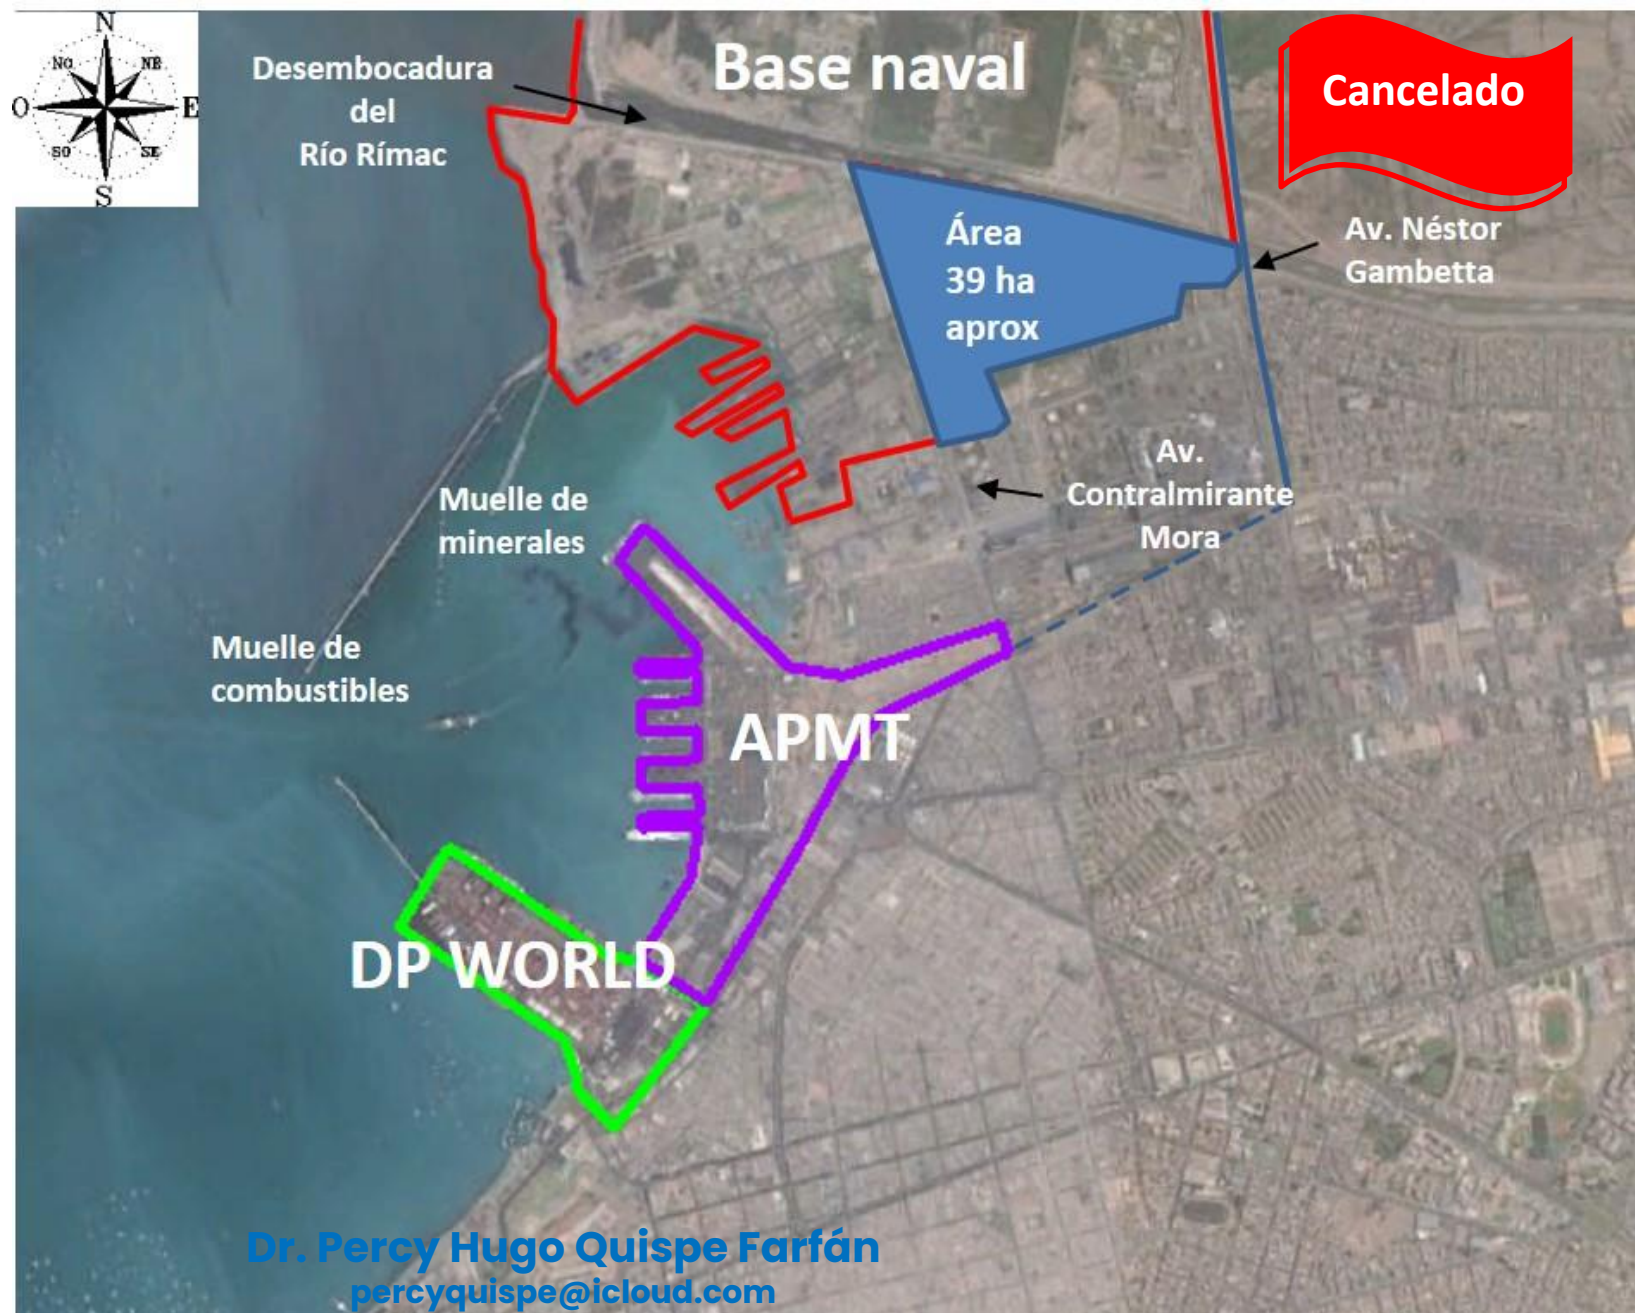 N
NO
NE
O
E
SO
SE
S
Desembocadura
del
Río Rímac
Base naval
Cancelado
Área
39 ha
aprox
Av. Néstor
Gambetta
Av.
Contralmirante
Mora
Muelle de
minerales
Muelle de
combustibles
APMT
DP WORLD
Dr. Percy Hugo Quispe Farfán
percyquispe@icloud.com